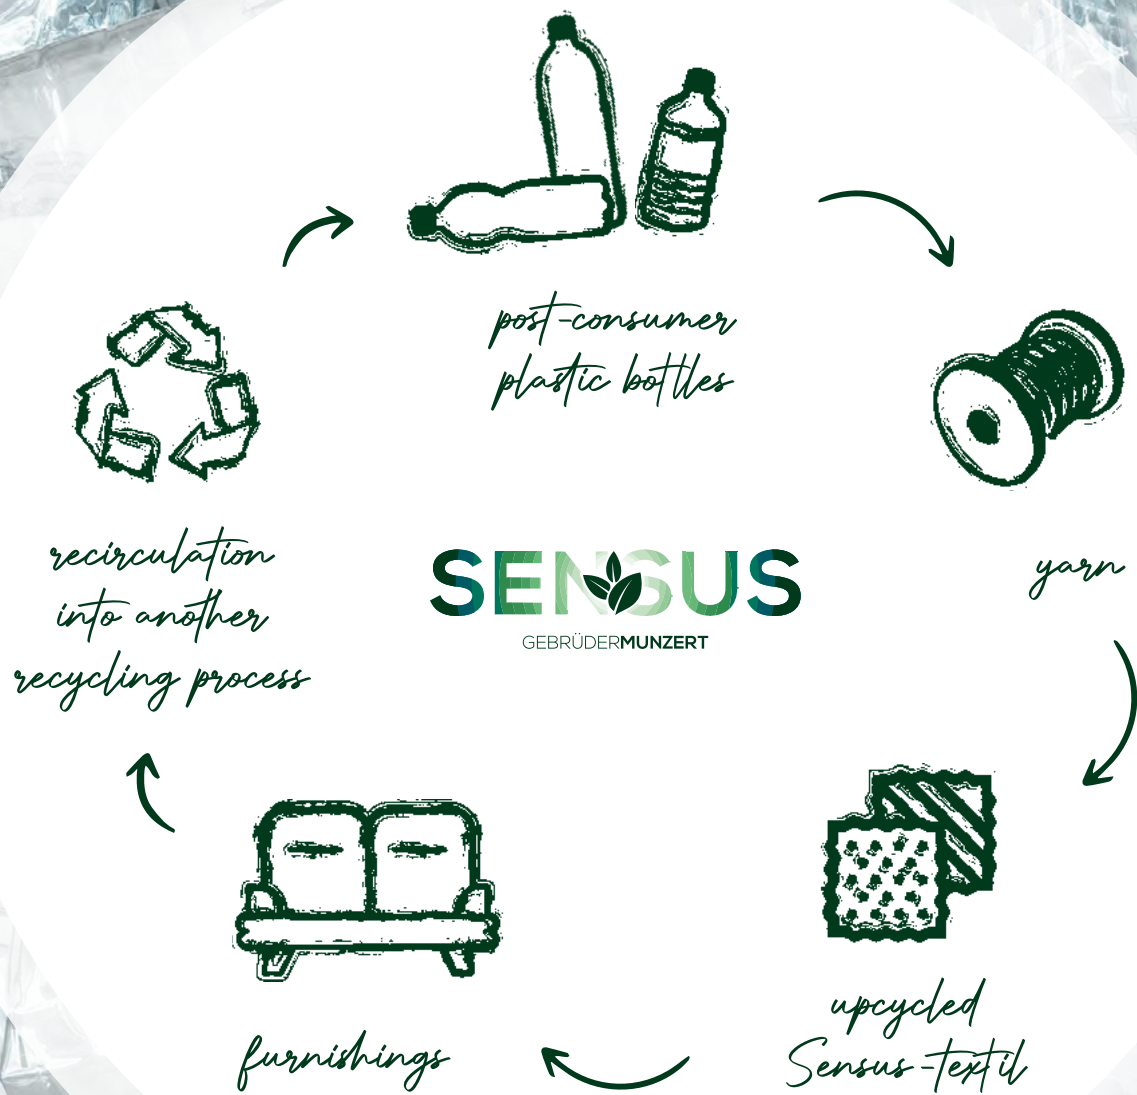 post-consumer
plastic bottles
yarn
upcycled
Sensus-textil
furnishings
recirculation
into another
recycling process
SENSUS
GEBRÜDERMUNZERT